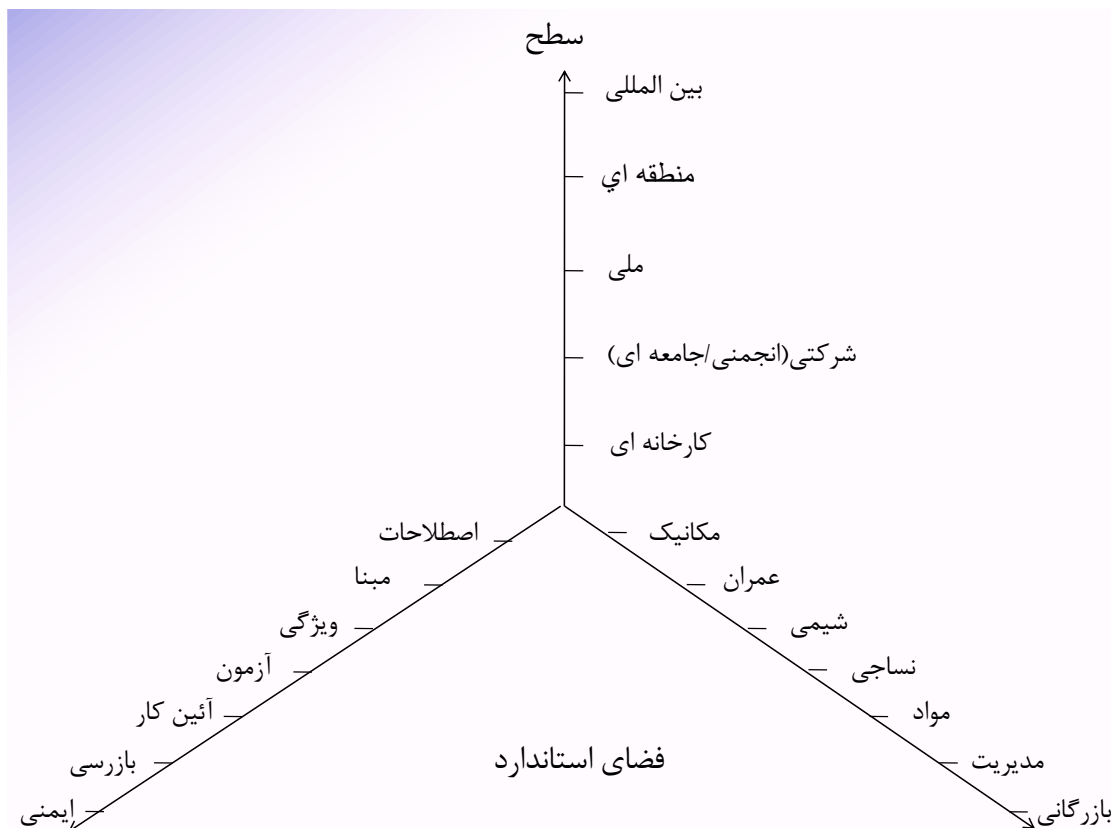 سطح
بین المللی
منطقه اي
ملی
شرکتی(انجمنی/جامعه ای)
کارخانه ای
مکانیک
اصطلاحات
عمران
مبنا
شیمی
ویژگی
نساجی
آزمون
مواد
آئین کار
مدیریت
فضای استاندارد
بازرسی
بازرگانی
ایمنی